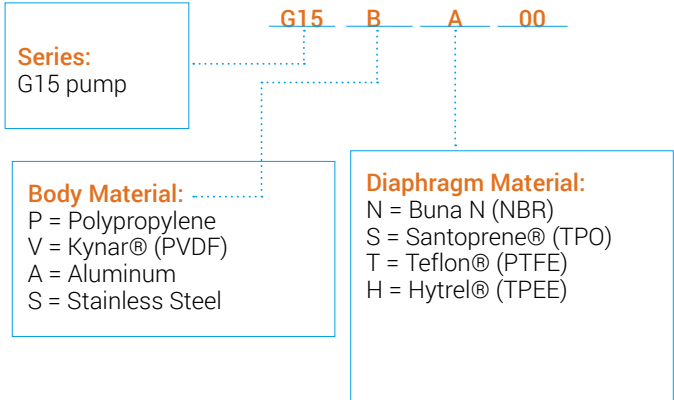 G15 B A 00
Series:
G15 pump
Body Material:
P = Polypropylene
V = Kynar® (PVDF)
A = Aluminum
S = Stainless Steel
Diaphragm Material:
N = Buna N (NBR)
S = Santoprene® (TPO)
T = Teflon® (PTFE)
H = Hytrel® (TPEE)